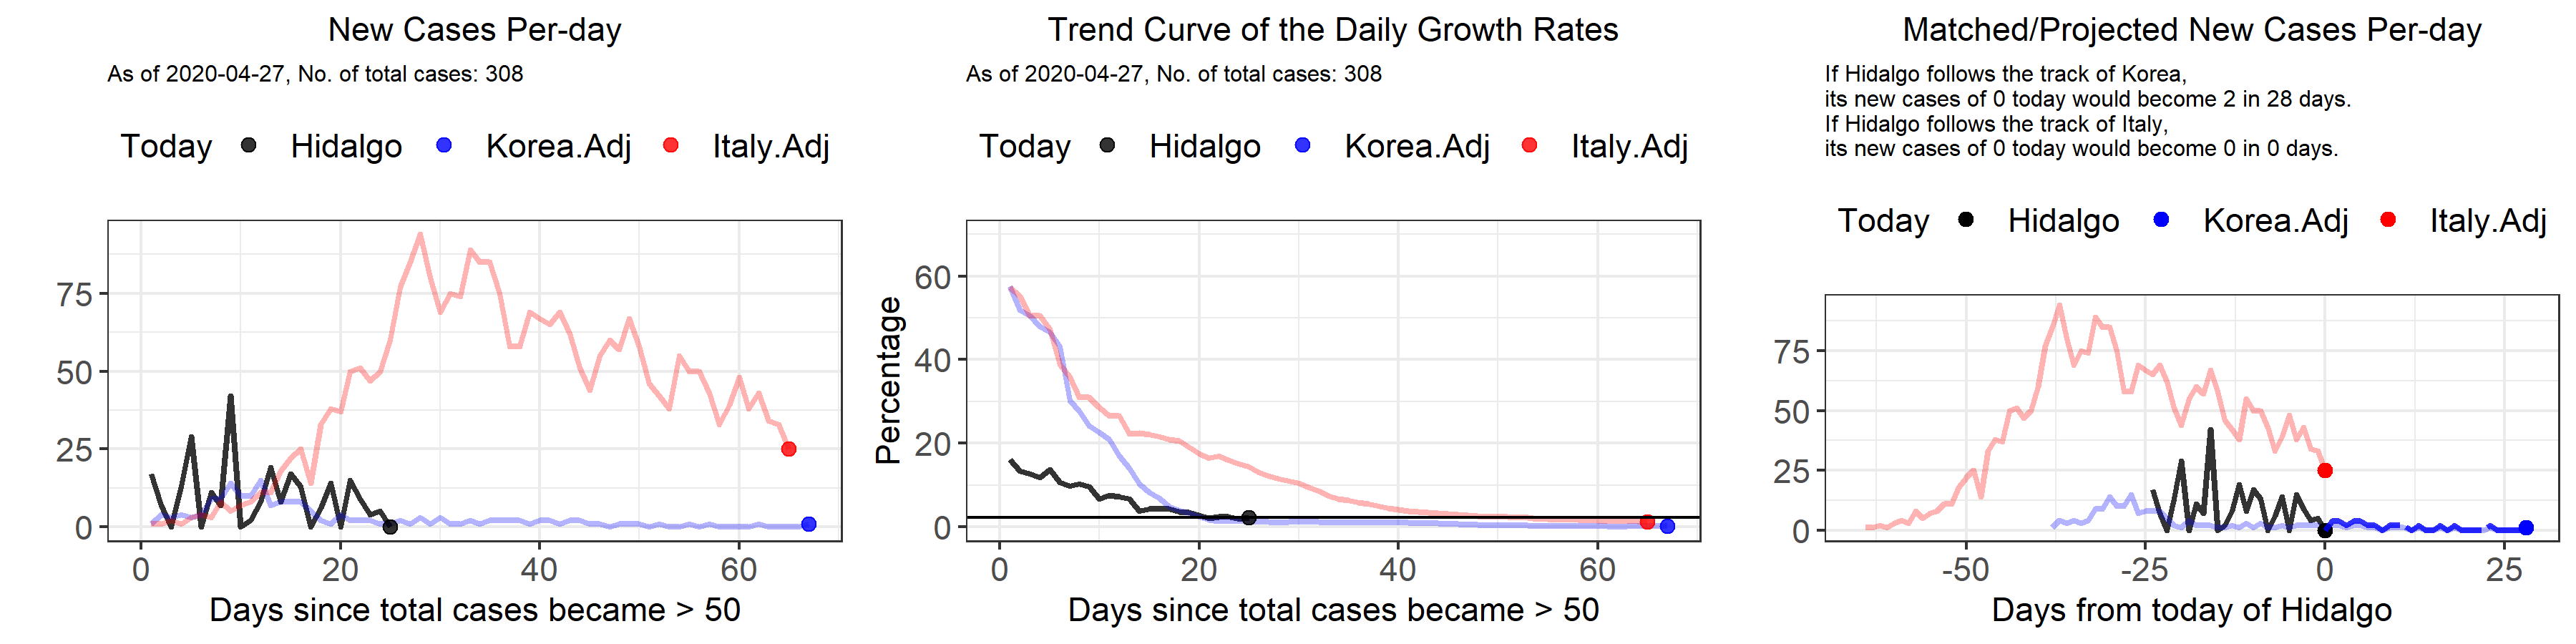 New Cases Per-day
As of 2020-04-27, No. of total cases: 308
Today Hidalgo Korea.Adj Italy.Adj
75
50
25
0
0 20 40 60
Days since total cases became > 50
Trend Curve of the Daily Growth Rates
As of 2020-04-27, No. of total cases: 308
Today Hidalgo Korea.Adj Italy.Adj
Percentage
60
40
20
0
0 20 40 60
Days since total cases became > 50
Matched/Projected New Cases Per-day
If Hidalgo follows the track of Korea,
its new cases of 0 today would become 2 in 28 days.
If Hidalgo follows the track of Italy,
its new cases of 0 today would become 0 in 0 days.
Today Hidalgo Korea.Adj Italy.Adj
75
50
25
0
-50 -25 0 25
Days from today of Hidalgo